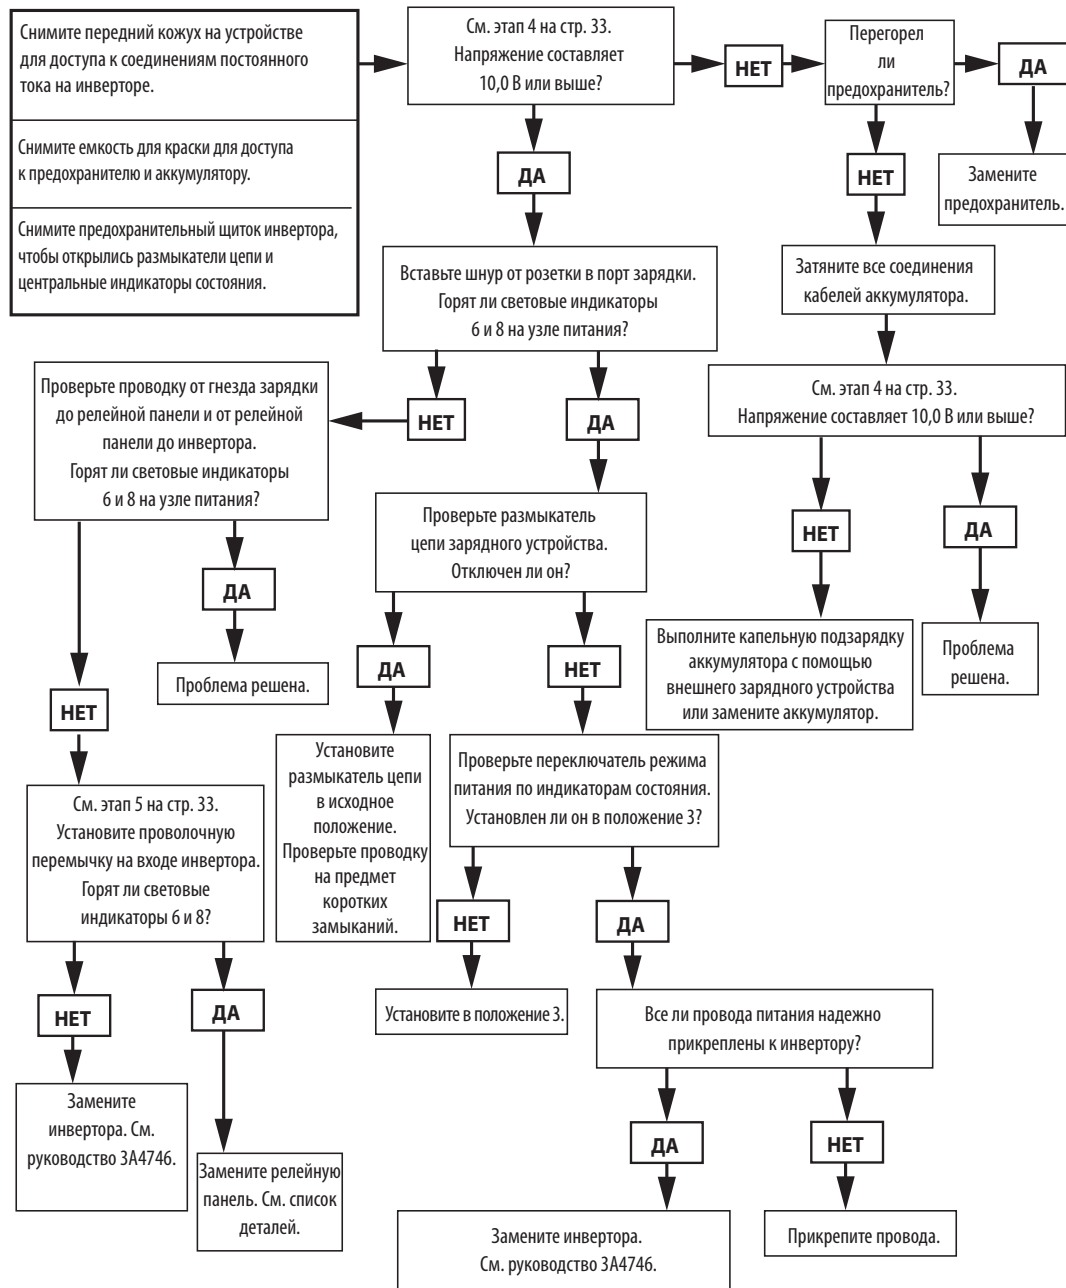 Снимите передний кожух на устройстве
для доступа к соединениям постоянного
тока на инверторе.
Снимите емкость для краски для доступа
к предохранителю и аккумулятору.
Снимите предохранительный щиток инвертора,
чтобы открылись размыкатели цепи и
центральные индикаторы состояния.
См. этап 4 на стр. 33.
Напряжение составляет
10,0 В или выше?
НЕТ
Перегорел
ли
предохранитель?
ДА
Замените
предохранитель.
НЕТ
Затяните все соединения
кабелей аккумулятора.
См. этап 4 на стр. 33.
Напряжение составляет 10,0 В или выше?
НЕТ
ДА
Выполните капельную подзарядку
аккумулятора с помощью
внешнего зарядного устройства
или замените аккумулятор.
Проблема
решена.
ДА
Вставьте шнур от розетки в порт зарядки.
Горят ли световые индикаторы
6 и 8 на узле питания?
НЕТ
ДА
Проверьте проводку от гнезда зарядки
до релейной панели и от релейной
панели до инвертора.
Горят ли световые индикаторы
6 и 8 на узле питания?
ДА
Проблема решена.
НЕТ
См. этап 5 на стр. 33.
Установите проволочную
перемычку на входе инвертора.
Горят ли световые
индикаторы 6 и 8?
НЕТ
ДА
Замените
инвертора. См.
руководство 3A4746.
Замените релейную
панель. См. список
деталей.
Проверьте размыкатель
цепи зарядного устройства.
Отключен ли он?
ДА
НЕТ
Установите
размыкатель цепи
в исходное
положение.
Проверьте проводку
на предмет
коротких
замыканий.
Проверьте переключатель режима
питания по индикаторам состояния.
Установлен ли он в положение 3?
НЕТ
ДА
Установите в положение 3.
Все ли провода питания надежно
прикреплены к инвертору?
ДА
НЕТ
Замените инвертора.
См. руководство 3A4746.
Прикрепите провода.